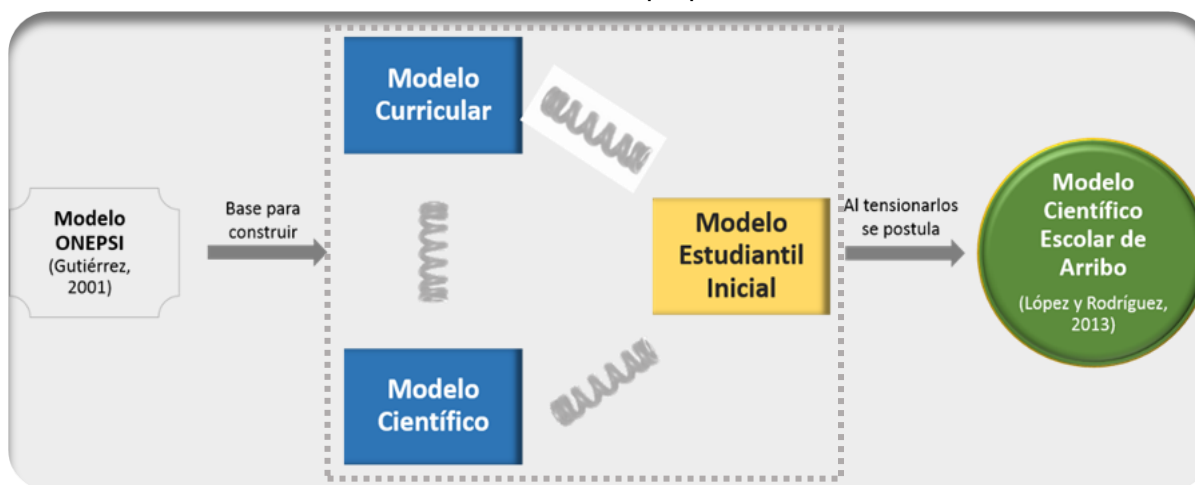 Modelo
ONEPSI
(Gutiérrez,
2001)
Base para
construir
Modelo
Curricular
Modelo
Científico
Modelo
Estudiantil
Inicial
Al tensionarlos
se postula
Modelo
Científico
Escolar de
Arribo
(López y Rodríguez,
2013)